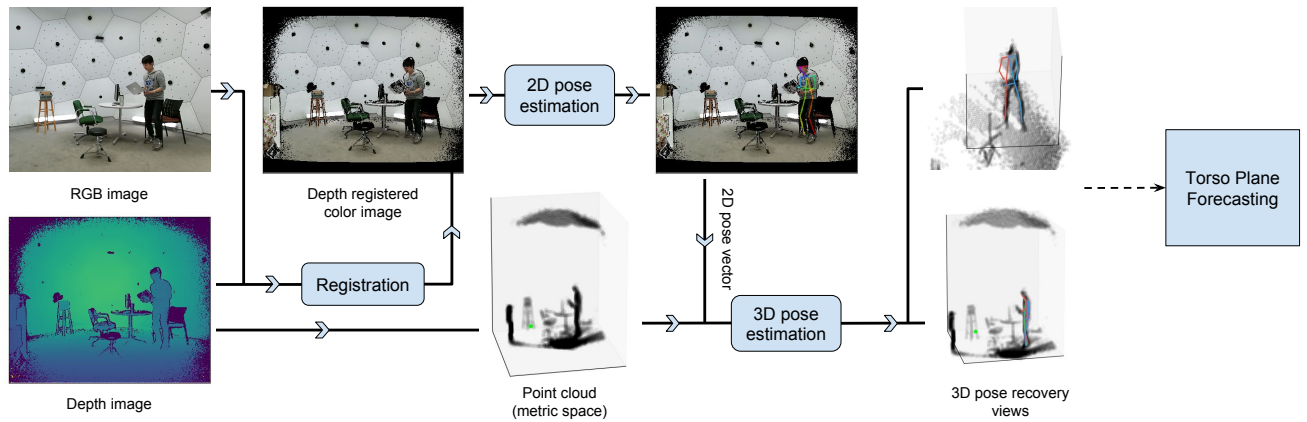 RGB image
Depth registered
color image
2D pose
estimation
2D pose vector
Torso Plane
Forecasting
Registration
3D pose
estimation
Depth image
Point cloud
(metric space)
3D pose recovery
views